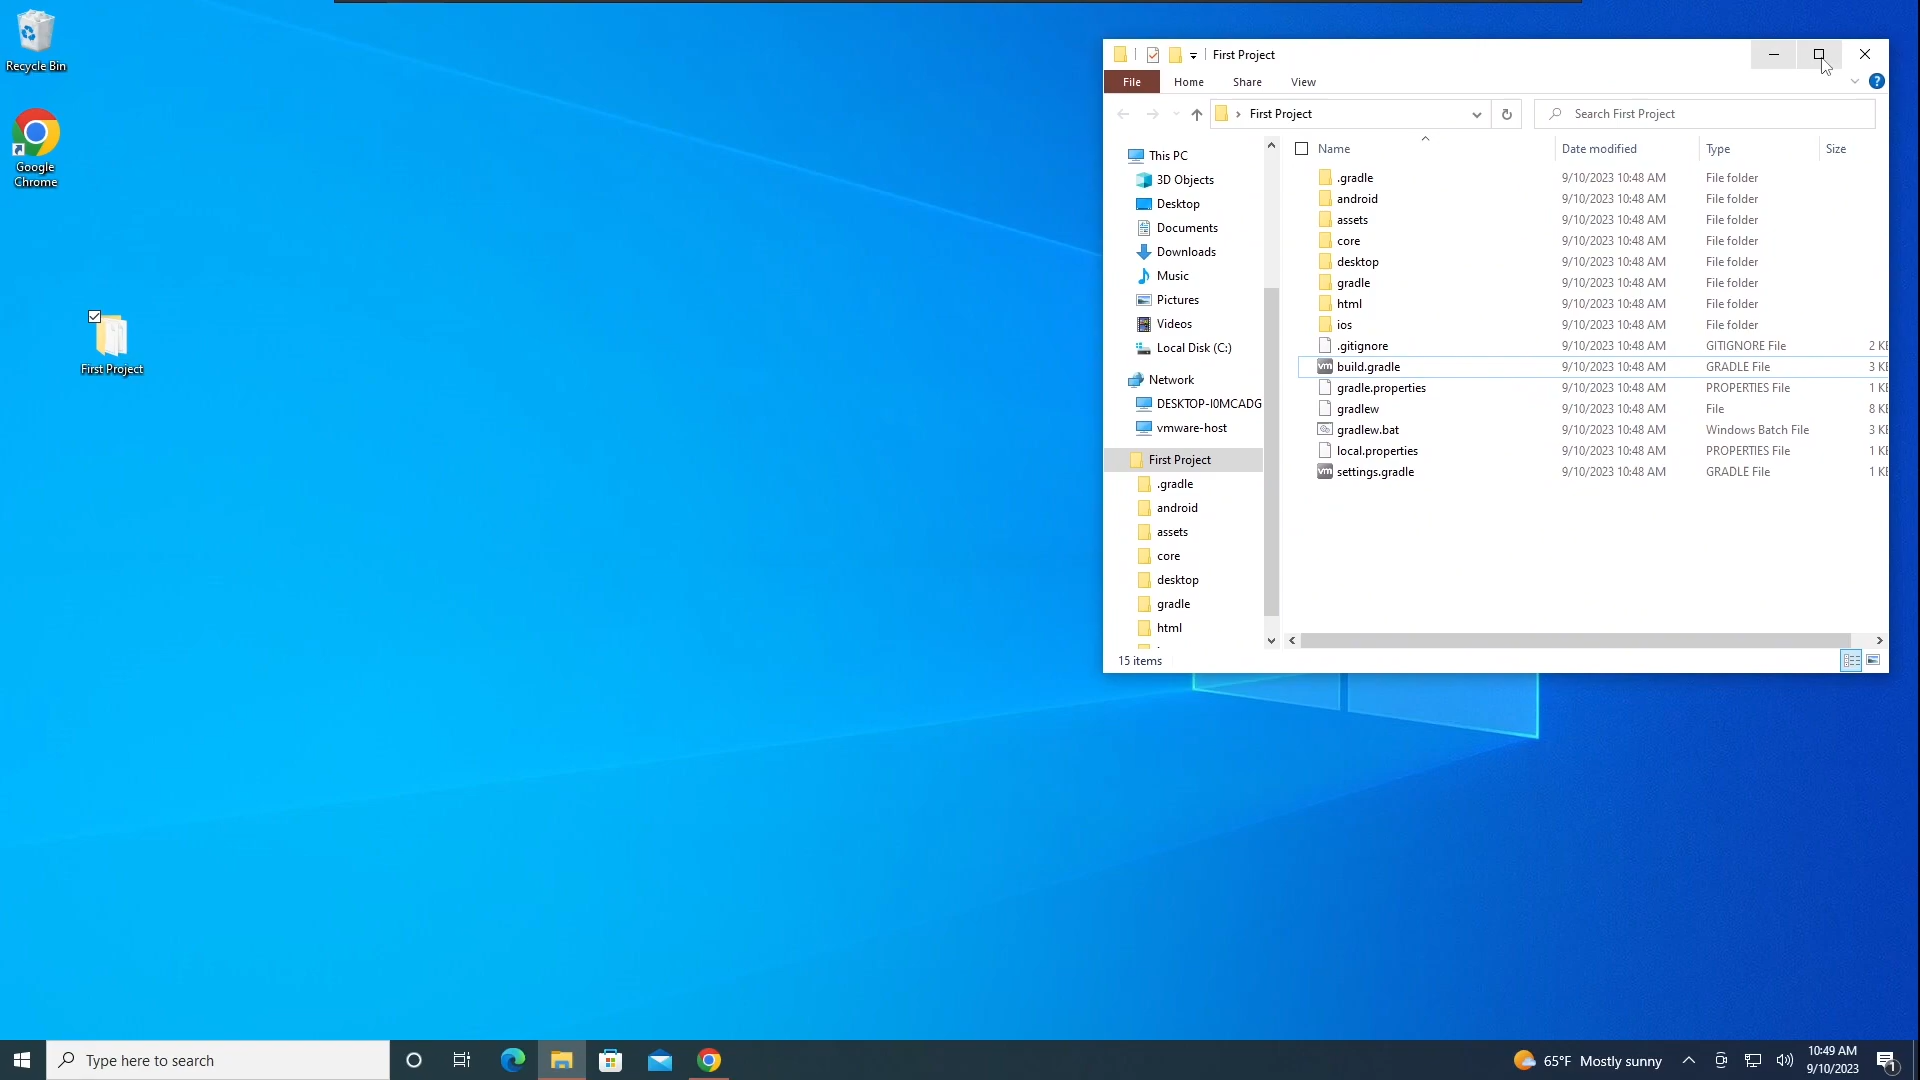 Recycle Bin
Google
Chrome
First Project
First Project
File Home Share View
First Project
Search First Project
This PC
3D Objects
Desktop
Documents
Downloads
Music
Pictures
Videos
Local Disk (C:)
Network
DESKTOP-I0MCADG
vmware-host
First Project
.gradle
android
assets
core
desktop
gradle
html
Name Date modified Type Size
.gradle 9/10/2023 10:48 AM File folder
android 9/10/2023 10:48 AM File folder
assets 9/10/2023 10:48 AM File folder
core 9/10/2023 10:48 AM File folder
desktop 9/10/2023 10:48 AM File folder
gradle 9/10/2023 10:48 AM File folder
html 9/10/2023 10:48 AM File folder
ios 9/10/2023 10:48 AM File folder
.gitignore 9/10/2023 10:48 AM GITIGNORE File 2 KB
vm build.gradle 9/10/2023 10:48 AM GRADLE File 3 KB
gradle.properties 9/10/2023 10:48 AM PROPERTIES File 1 KB
gradlew 9/10/2023 10:48 AM File 8 KB
gradlew.bat 9/10/2023 10:48 AM Windows Batch File 3 KB
local.properties 9/10/2023 10:48 AM PROPERTIES File 1 KB
vm settings.gradle 9/10/2023 10:48 AM GRADLE File 1 KB
15 items
Type here to search
65°F Mostly sunny
10:49 AM
9/10/2023
1